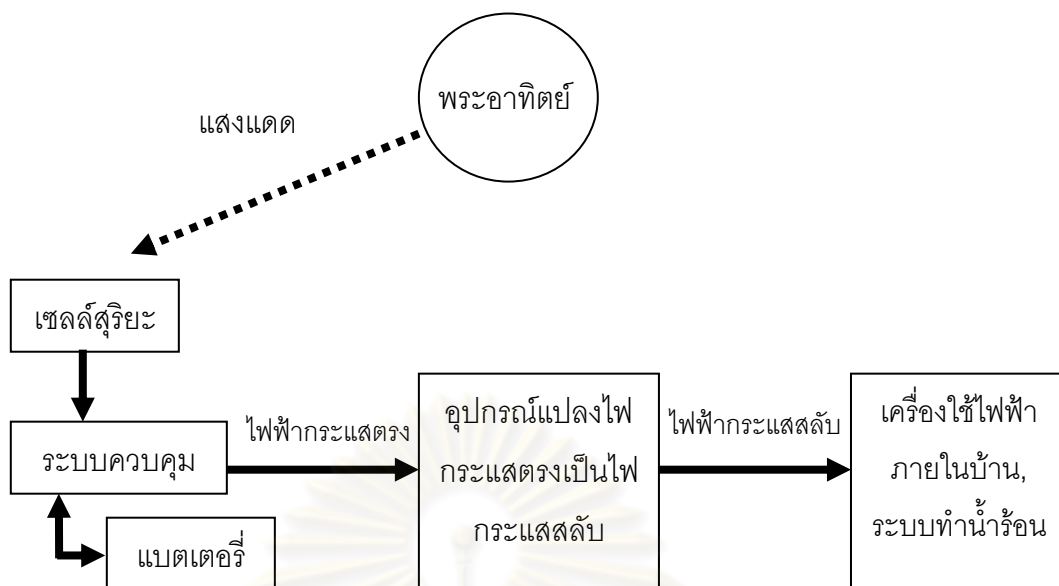 พระอาทิตย์
แสงแดด
เซลล์สุริยะ
ระบบควบคุม
แบตเตอรี่
ไฟฟ้ากระแสตรง
อุปกรณ์แปลงไฟ
กระแสตรงเป็นไฟ
กระแสสลับ
ไฟฟ้ากระแสสลับ
เครื่องใช้ไฟฟ้า
ภายในบ้าน,
ระบบทำน้ำร้อน